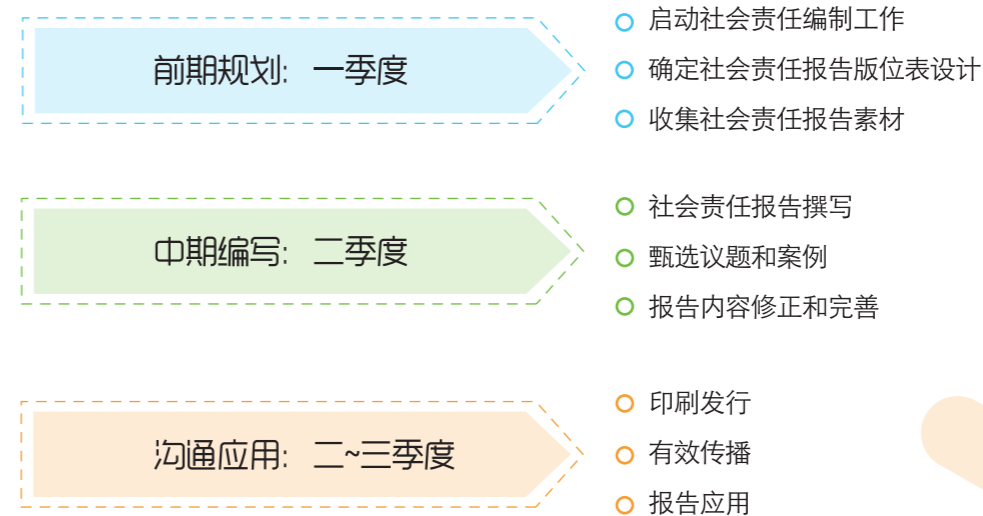 前期规划: 一季度
启动社会责任编制工作
确定社会责任报告版位表设计
收集社会责任报告素材
中期编写: 二季度
社会责任报告撰写
甄选议题和案例
报告内容修正和完善
沟通应用: 二~三季度
印刷发行
有效传播
报告应用